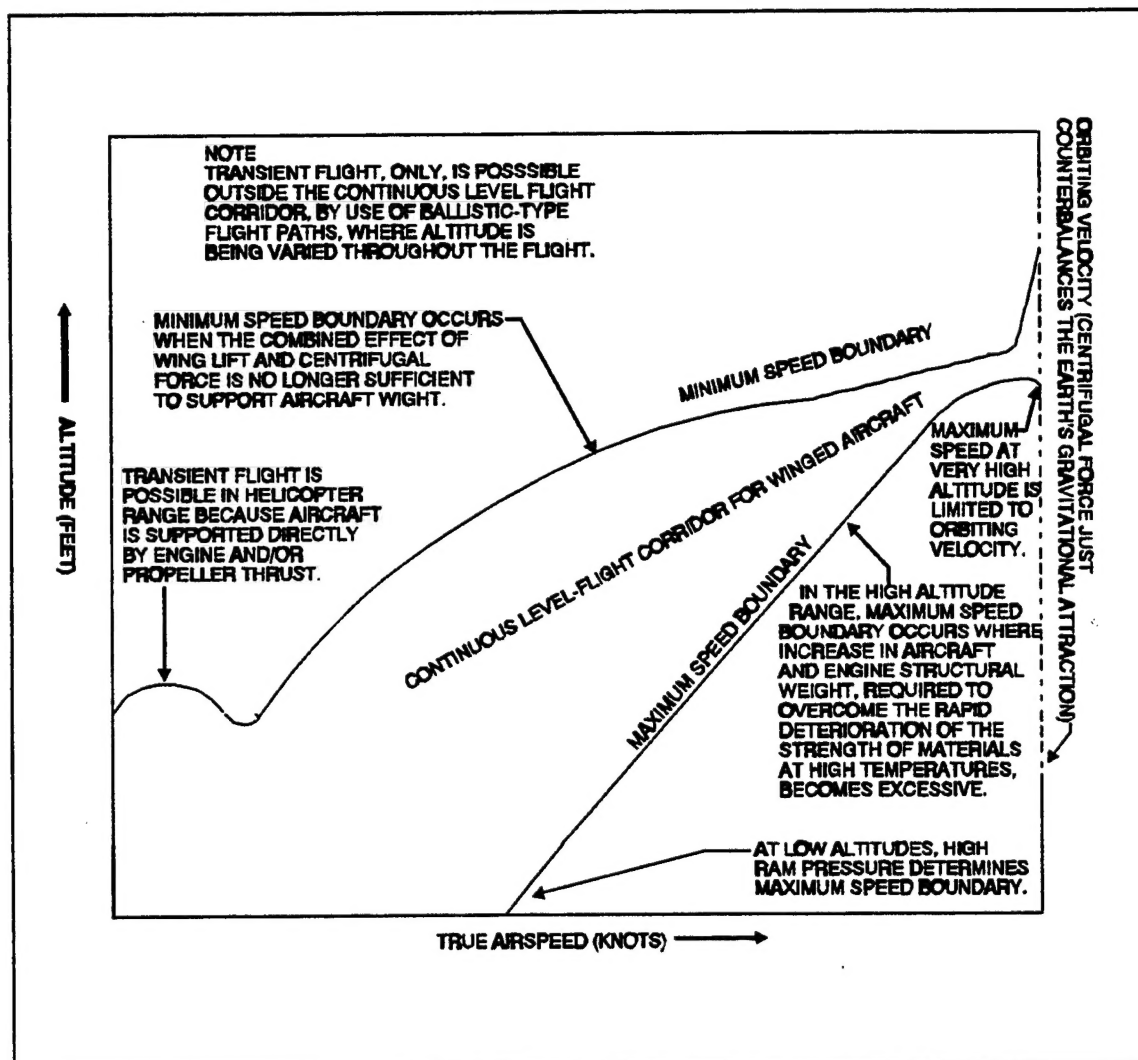 NOTE
TRANSIENT FLIGHT, ONLY, IS POSSSIBLE
OUTSIDE THE CONTINUOUS LEVEL FLIGHT
CORRIDOR, BY USE OF BALLISTIC-TYPE
FLIGHT PATHS, WHERE ALTITUDE IS
BEING VARIED THROUGHOUT THE FLIGHT.
MINIMUM SPEED BOUNDARY OCCURS
WHEN THE COMBINED EFFECT OF
WING LIFT AND CENTRIFUGAL
FORCE IS NO LONGER SUFFICIENT
TO SUPPORT AIRCRAFT WIGHT.
MINIMUM SPEED BOUNDARY
TRANSIENT FLIGHT IS
POSSIBLE IN HELICOPTER
RANGE BECAUSE AIRCRAFT
IS SUPPORTED DIRECTLY
BY ENGINE AND/OR
PROPELLER THRUST.
CONTINUOUS LEVEL-FLIGHT CORRIDOR FOR WINGED AIRCRAFT
MAXIMUM SPEED BOUNDARY
MAXIMUM
SPEED AT
VERY HIGH
ALTITUDE IS
LIMITED TO
ORBITING
VELOCITY.
IN THE HIGH ALTITUDE
RANGE, MAXIMUM SPEED
BOUNDARY OCCURS WHERE
INCREASE IN AIRCRAFT
AND ENGINE STRUCTURAL
WEIGHT, REQUIRED TO
OVERCOME THE RAPID
DETERIORATION OF THE
STRENGTH OF MATERIALS
AT HIGH TEMPERATURES,
BECOMES EXCESSIVE.
AT LOW ALTITUDES, HIGH
RAM PRESSURE DETERMINES
MAXIMUM SPEED BOUNDARY.
ORBITING VELOCITY (CENTRIFUGAL FORCE JUST
COUNTERBALANCES THE EARTH'S GRAVITATIONAL ATTRACTION)
ALTITUDE (FEET)
TRUE AIRSPEED (KNOTS)